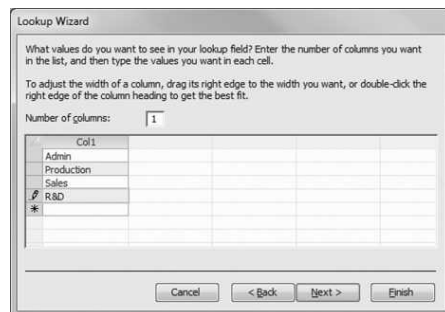 Lookup Wizard
What values do you want to see in your lookup field? Enter the number of columns you want
in the list, and then type the values you want in each cell.
To adjust the width of a column, drag its right edge to the width you want, or double-click the
right edge of the column heading to get the best fit.
Number of columns: 1
Col1
Admin
Production
Sales
R&D
Cancel < Back Next > Finish